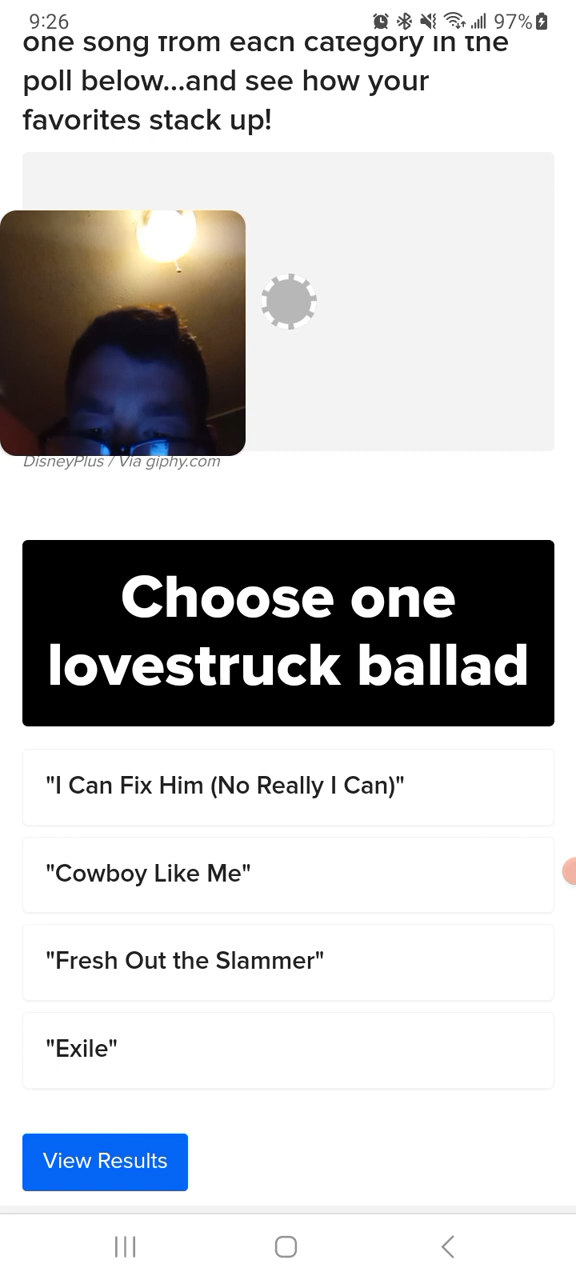 9:26 97%
one song from each category in the
poll below...and see how your
favorites stack up!
DisneyPlus / Via giphy.com
Choose one
lovestruck ballad
"I Can Fix Him (No Really I Can)"
"Cowboy Like Me"
"Fresh Out the Slammer"
"Exile"
View Results